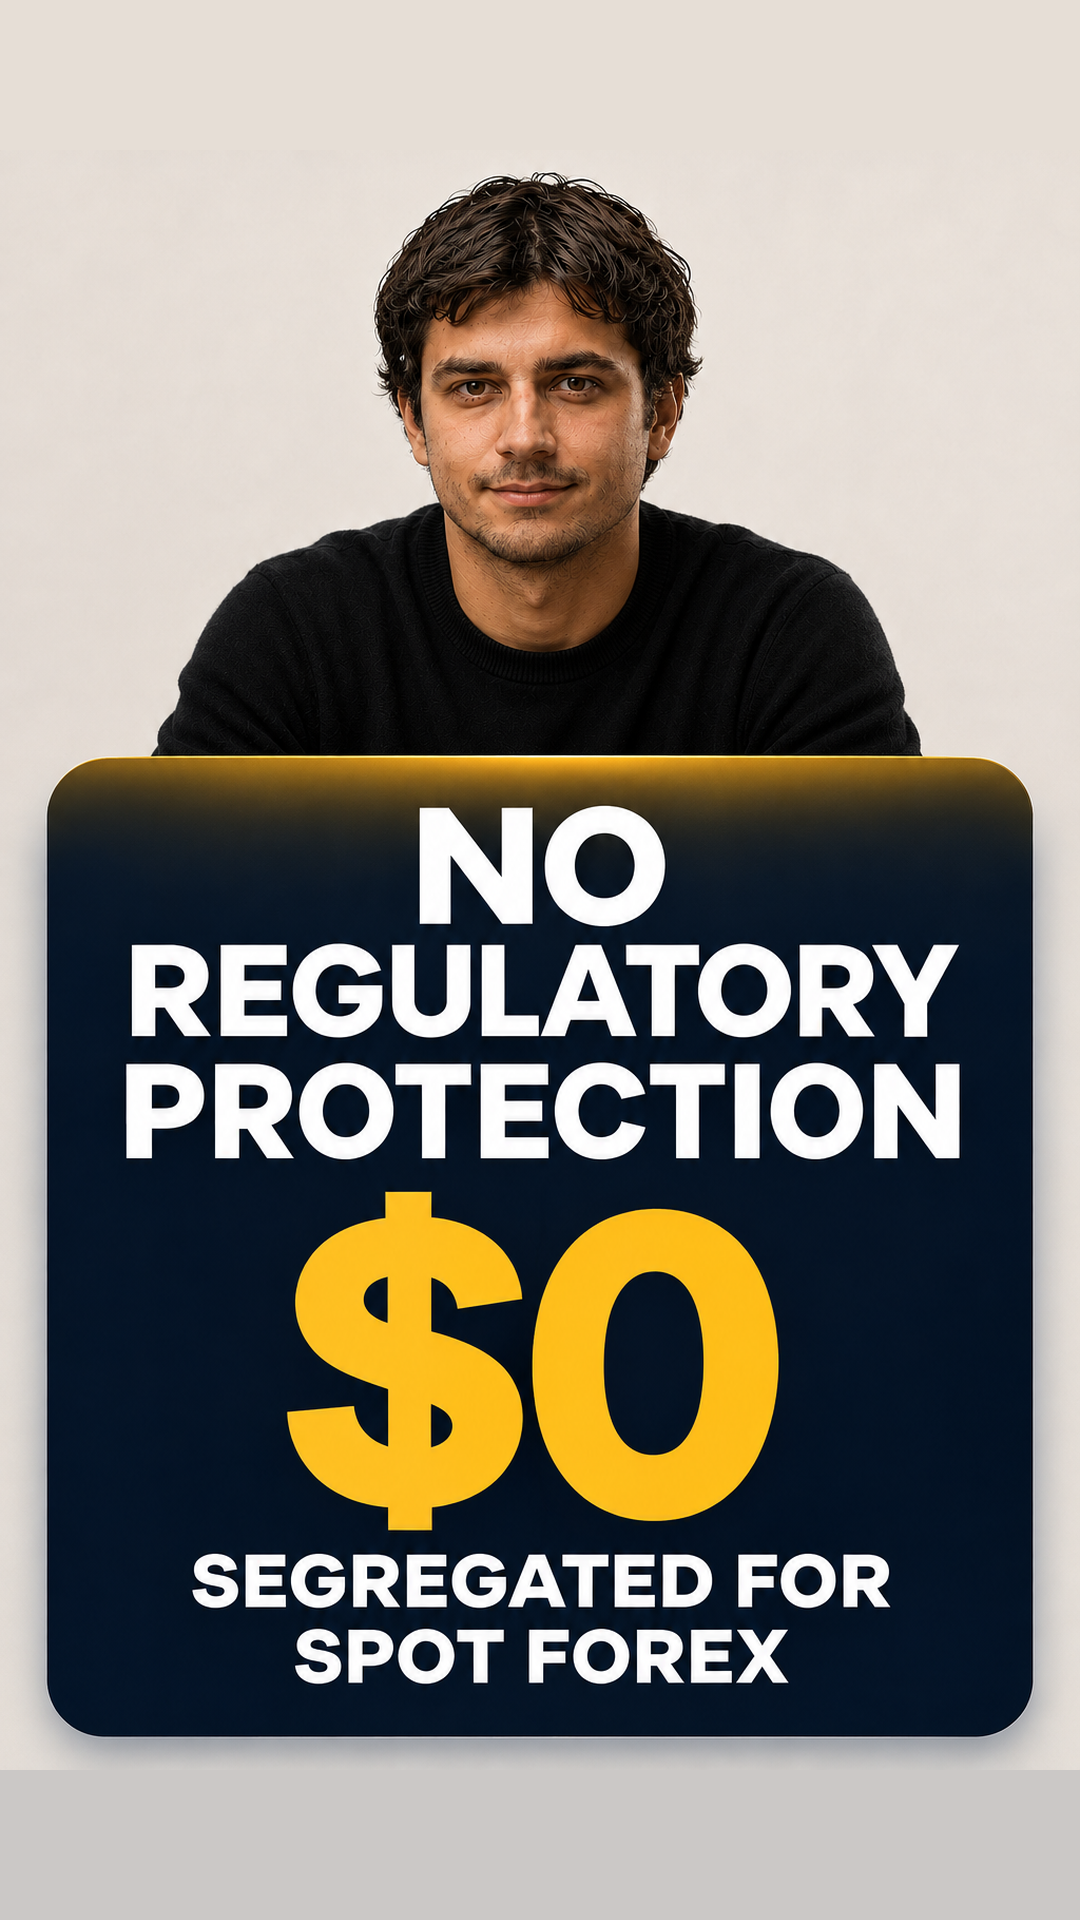 NO
REGULATORY
PROTECTION
$0
SEGREGATED FOR
SPOT FOREX